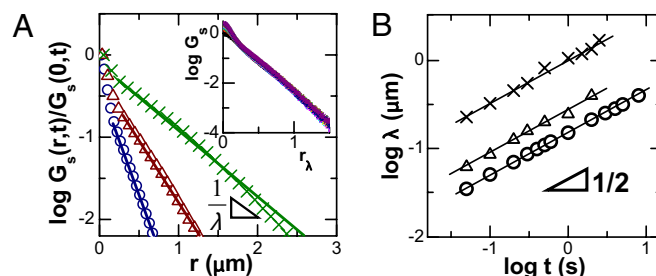 A
log G_s(r,t)/G_s(0,t)
0
-1
-2
0
1
2
3
r (μm)
1/λ
log G_s
0
-2
-4
0
1
r_λ
B
log λ (μm)
0
-1
-2
-1
0
1
log t (s)
1/2